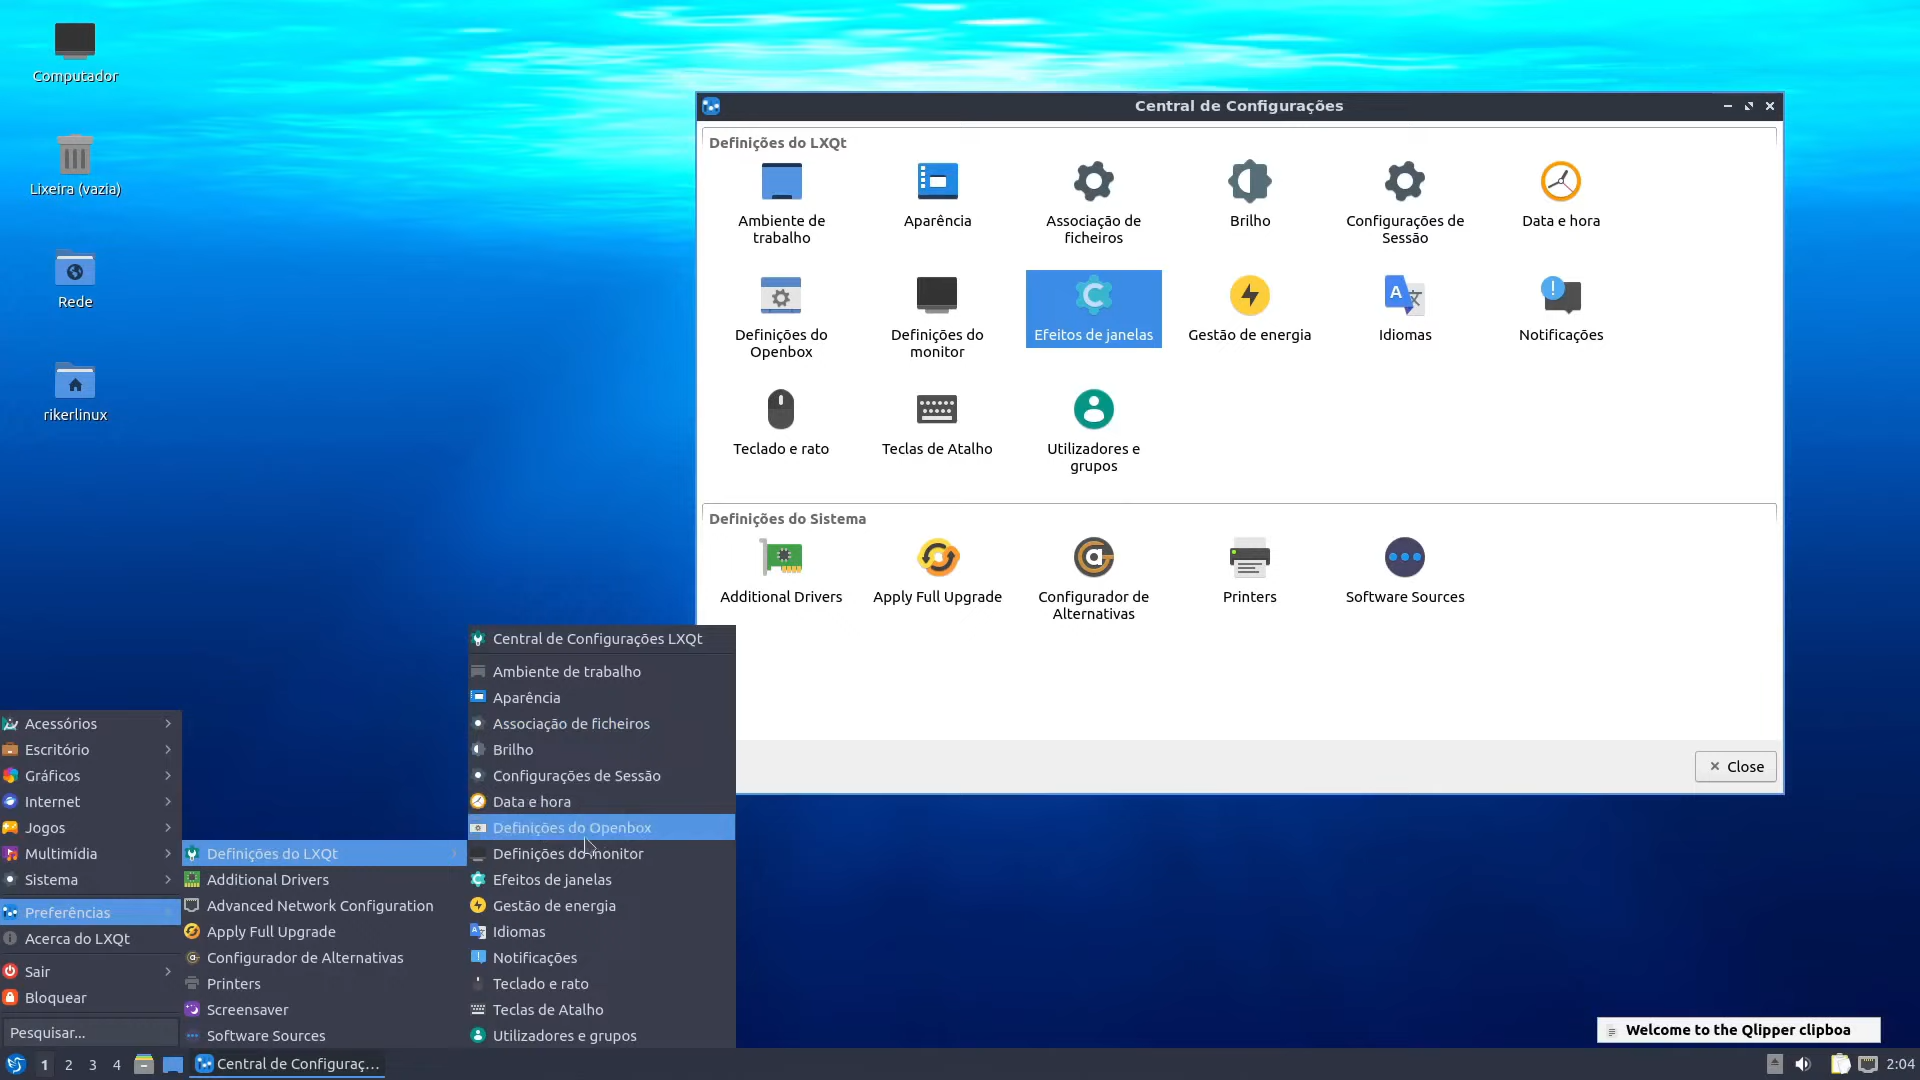 Computador
Lixeira (vazia)
Rede
rikerlinux
Central de Configurações
Definições do LXQt
Ambiente de
trabalho
Aparência
Associação de
ficheiros
Brilho
Configurações de
Sessão
Data e hora
Definições do
Openbox
Definições do
monitor
Efeitos de janelas
Gestão de energia
Idiomas
Notificações
Teclado e rato
Teclas de Atalho
Utilizadores e
grupos
Definições do Sistema
Additional Drivers
Apply Full Upgrade
Configurador de
Alternativas
Printers
Software Sources
Close
Acessórios
Escritório
Gráficos
Internet
Jogos
Multimídia
Sistema
Preferências
Acerca do LXQt
Sair
Bloquear
Pesquisar...
Definições do LXQt
Additional Drivers
Advanced Network Configuration
Apply Full Upgrade
Configurador de Alternativas
Printers
Screensaver
Software Sources
Central de Configurações LXQt
Ambiente de trabalho
Aparência
Associação de ficheiros
Brilho
Configurações de Sessão
Data e hora
Definições do Openbox
Definições do monitor
Efeitos de janelas
Gestão de energia
Idiomas
Notificações
Teclado e rato
Teclas de Atalho
Utilizadores e grupos
Welcome to the Qlipper clipboa
1 2 3 4
Central de Configuraç...
2:04